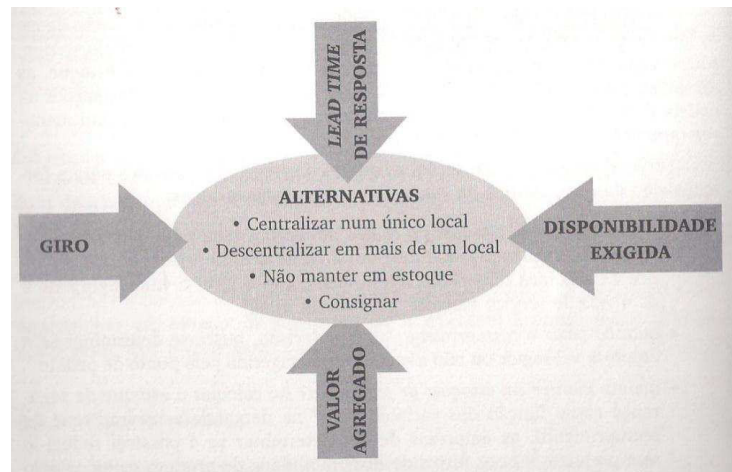 LEAD TIME
DE RESPOSTA
ALTERNATIVAS
• Centralizar num único local
• Descentralizar em mais de um local
• Não manter em estoque
• Consignar
GIRO
DISPONIBILIDADE
EXIGIDA
VALOR
AGREGADO